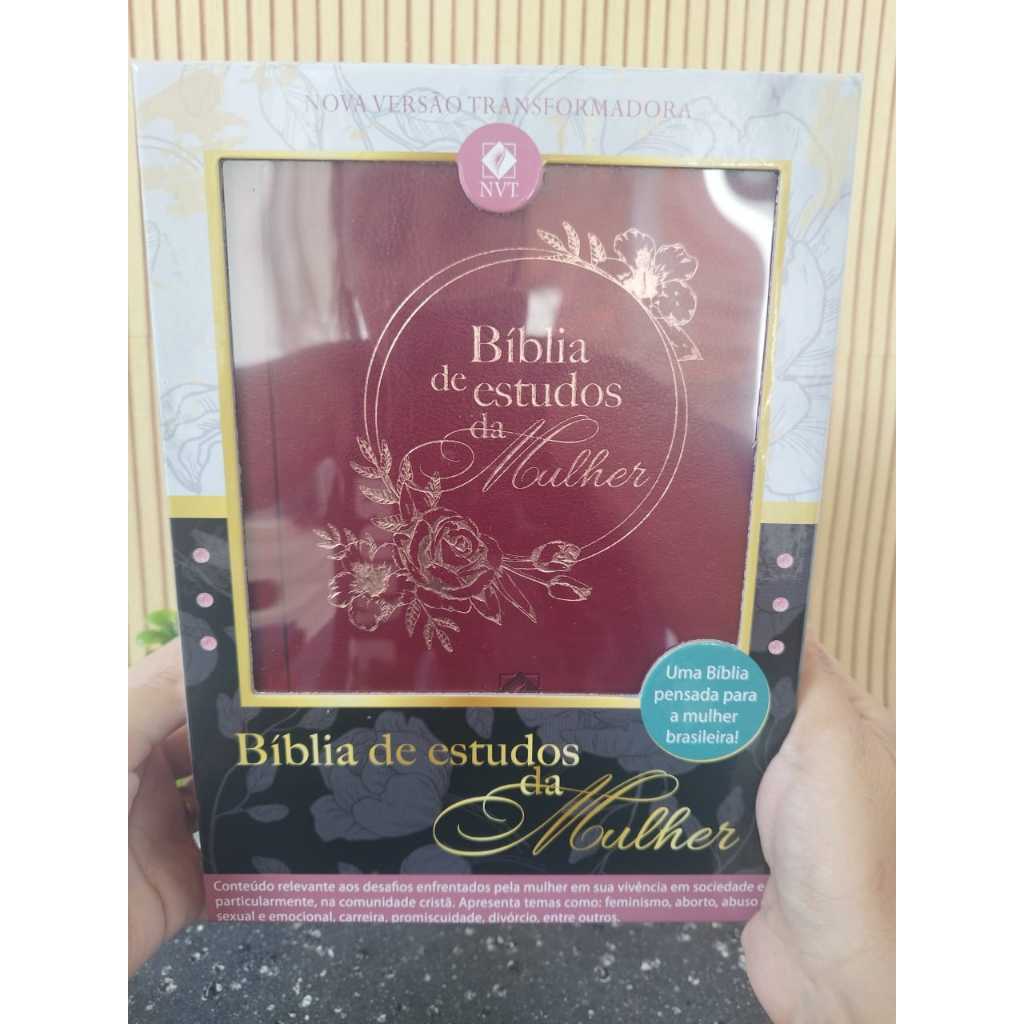 NOVA VERSÃO TRANSFORMADORA
NVT
Bíblia
de estudos
da
Mulher
Uma Bíblia
pensada para
a mulher
brasileira!
Bíblia de estudos
da
Mulher
Conteúdo relevante aos desafios enfrentados pela mulher em sua vivência em sociedade e
particularmente, na comunidade cristã. Apresenta temas como: feminismo, aborto, abuso
sexual e emocional, carreira, promiscuidade, divórcio, entre outros.